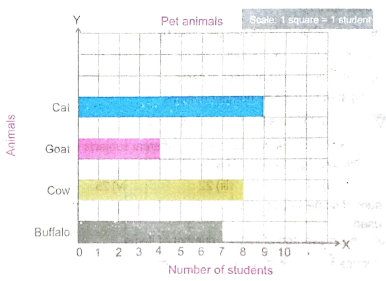 Y
Pet animals
Scale: 1 square = 1 student
Animals
Cat
Goat
Cow
Buffalo
0 1 2 3 4 5 6 7 8 9 10
X
Number of students